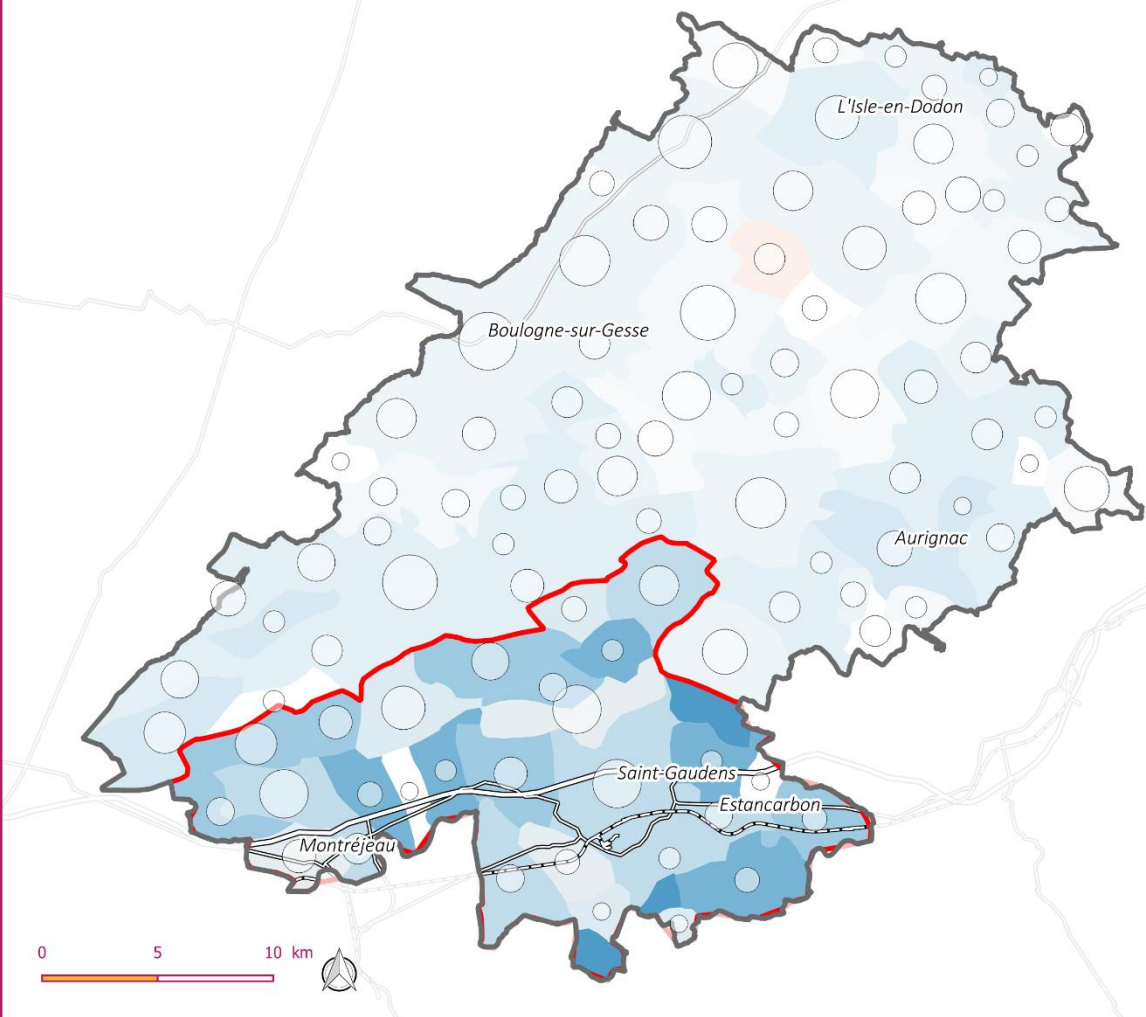 L'Isle-en-Dodon
Boulogne-sur-Gesse
Aurignac
Saint-Gaudens
Estancarbon
Montréjeau
0 5 10 km